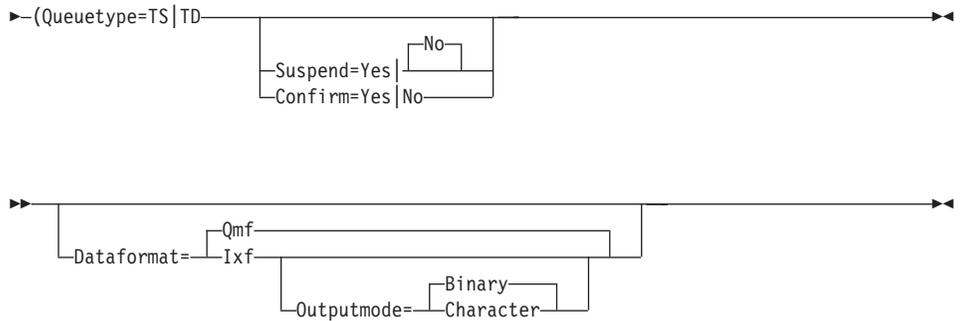 (Queuetype=TS|TD
No
Suspend=Yes|
Confirm=Yes|No
Qmf
Dataformat=
Ixf
Binary
Outputmode=
Character